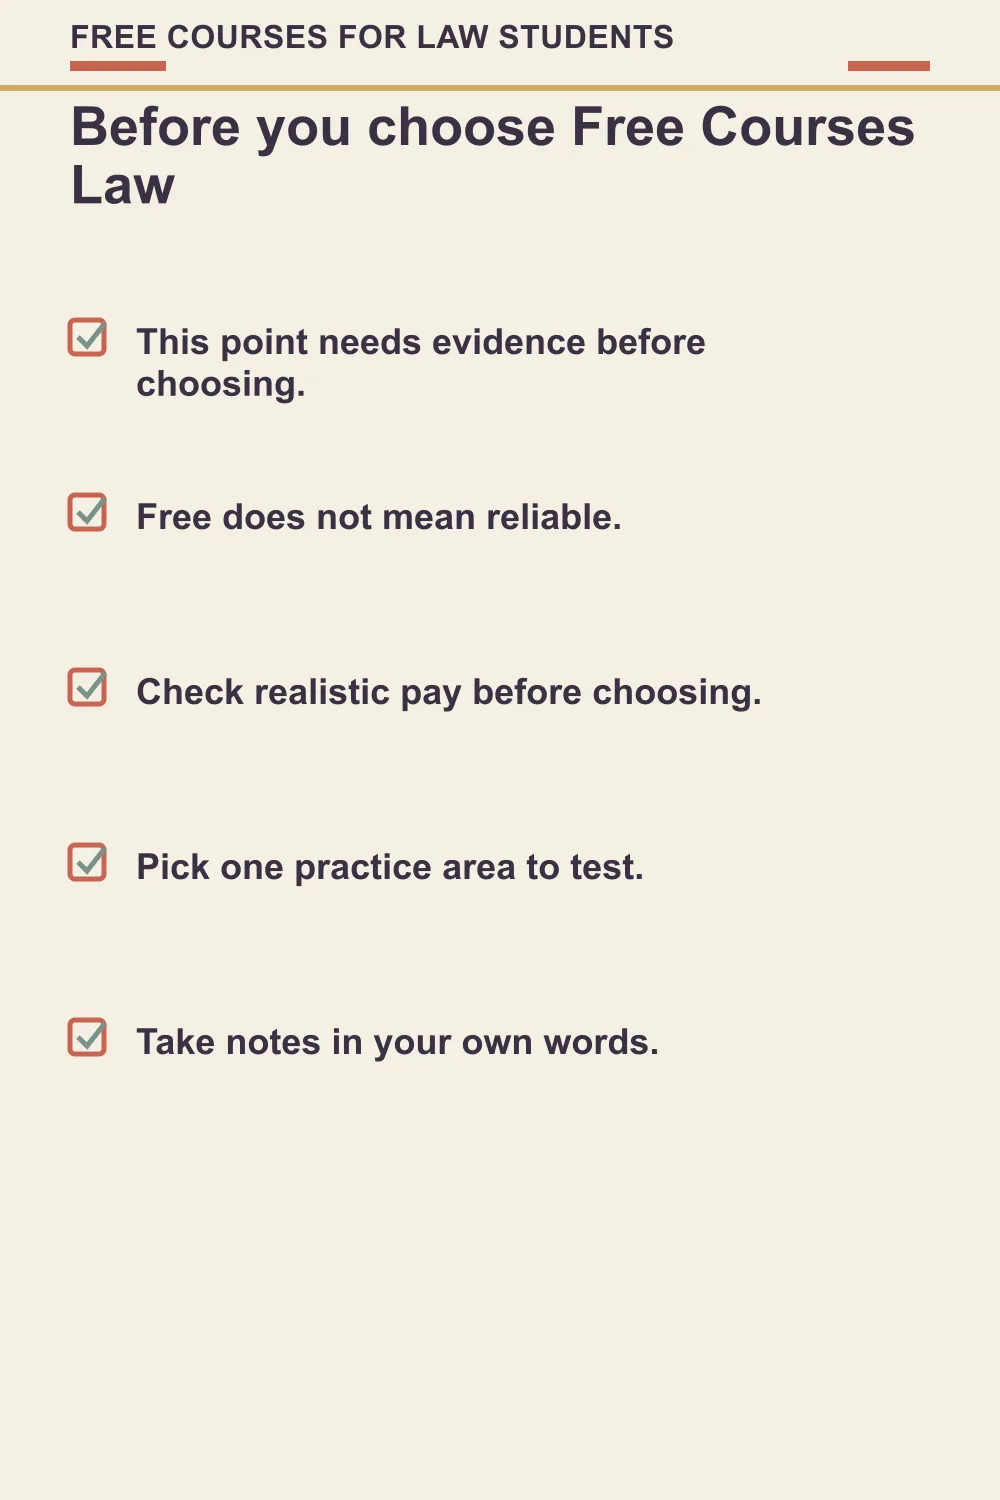 FREE COURSES FOR LAW STUDENTS
Before you choose Free Courses
Law
This point needs evidence before
choosing.
Free does not mean reliable.
Check realistic pay before choosing.
Pick one practice area to test.
Take notes in your own words.